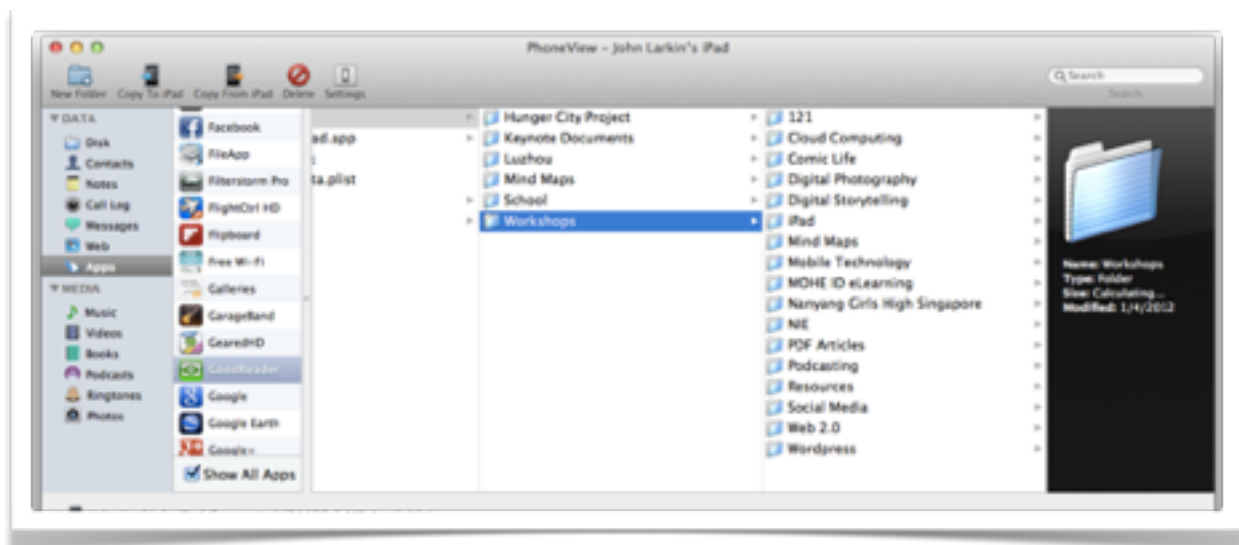 PhoneView – John Larkin's iPad
New Folder Copy To iPad Copy From iPad Delete Settings
Search
Search
DATA
Disk
Contacts
Notes
Call Log
Messages
Web
Apps
MEDIA
Music
Videos
Books
Podcasts
Ringtones
Photos
Facebook
FileApp
Filterstorm Pro
FlightCtrl HD
Flipboard
Free Wi-Fi
Galleries
GarageBand
GearedHD
GoodReader
Google
Google Earth
Google+
Show All Apps
ad.app
ta.plist
Hunger City Project
Keynote Documents
Luzhou
Mind Maps
School
Workshops
121
Cloud Computing
Comic Life
Digital Photography
Digital Storytelling
iPad
Mind Maps
Mobile Technology
MOHE ID eLearning
Nanyang Girls High Singapore
NIE
PDF Articles
Podcasting
Resources
Social Media
Web 2.0
Wordpress
Name: Workshops
Type: Folder
Size: Calculating...
Modified: 1/4/2012